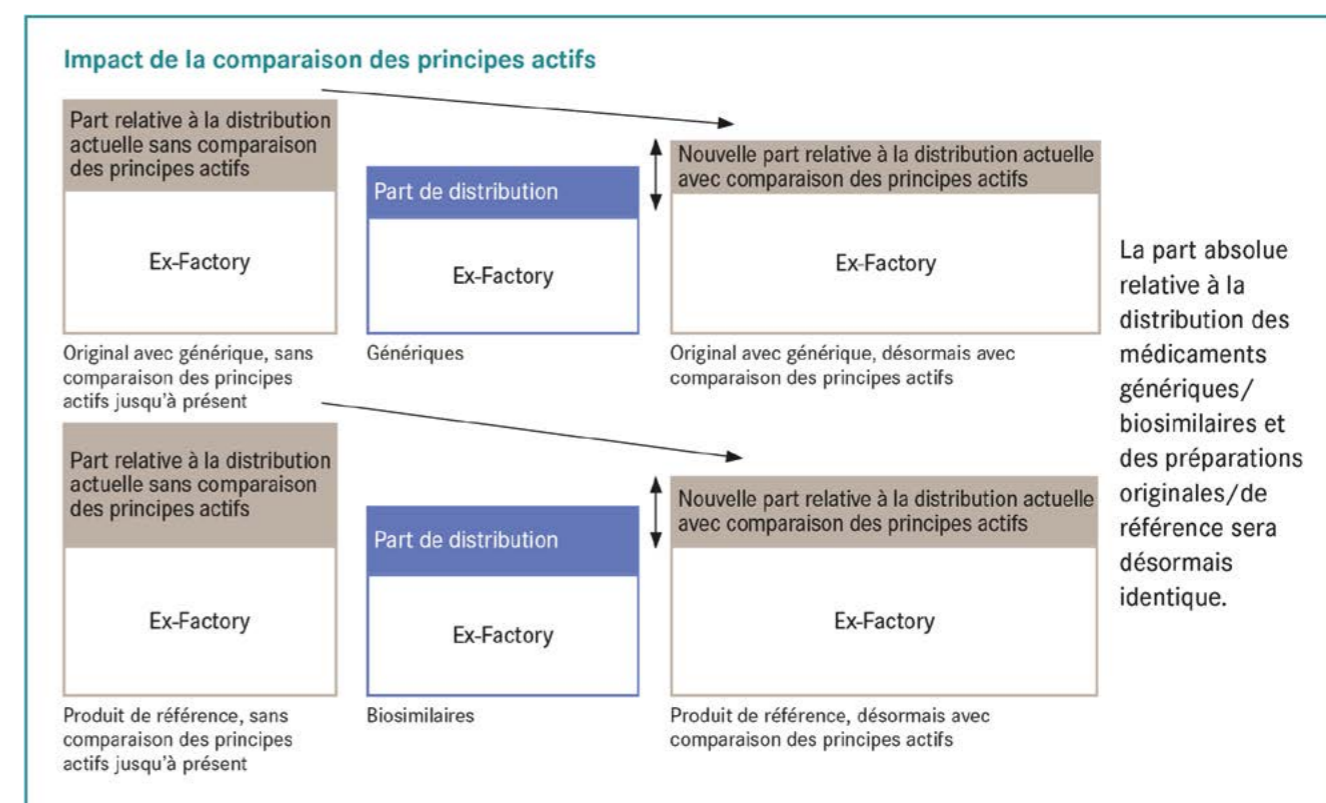 Impact de la comparaison des principes actifs
Part relative à la distribution
actuelle sans comparaison
des principes actifs
Ex-Factory
Original avec générique, sans
comparaison des principes
actifs jusqu'à présent
Part de distribution
Ex-Factory
Génériques
Nouvelle part relative à la distribution actuelle
avec comparaison des principes actifs
Ex-Factory
Original avec générique, désormais avec
comparaison des principes actifs
Part relative à la distribution
actuelle sans comparaison
des principes actifs
Ex-Factory
Produit de référence, sans
comparaison des principes
actifs jusqu'à présent
Part de distribution
Ex-Factory
Biosimilaires
Nouvelle part relative à la distribution actuelle
avec comparaison des principes actifs
Ex-Factory
Produit de référence, désormais avec
comparaison des principes actifs
La part absolue
relative à la
distribution des
médicaments
génériques/
biosimilaires et
des préparations
originales/de
référence sera
désormais
identique.